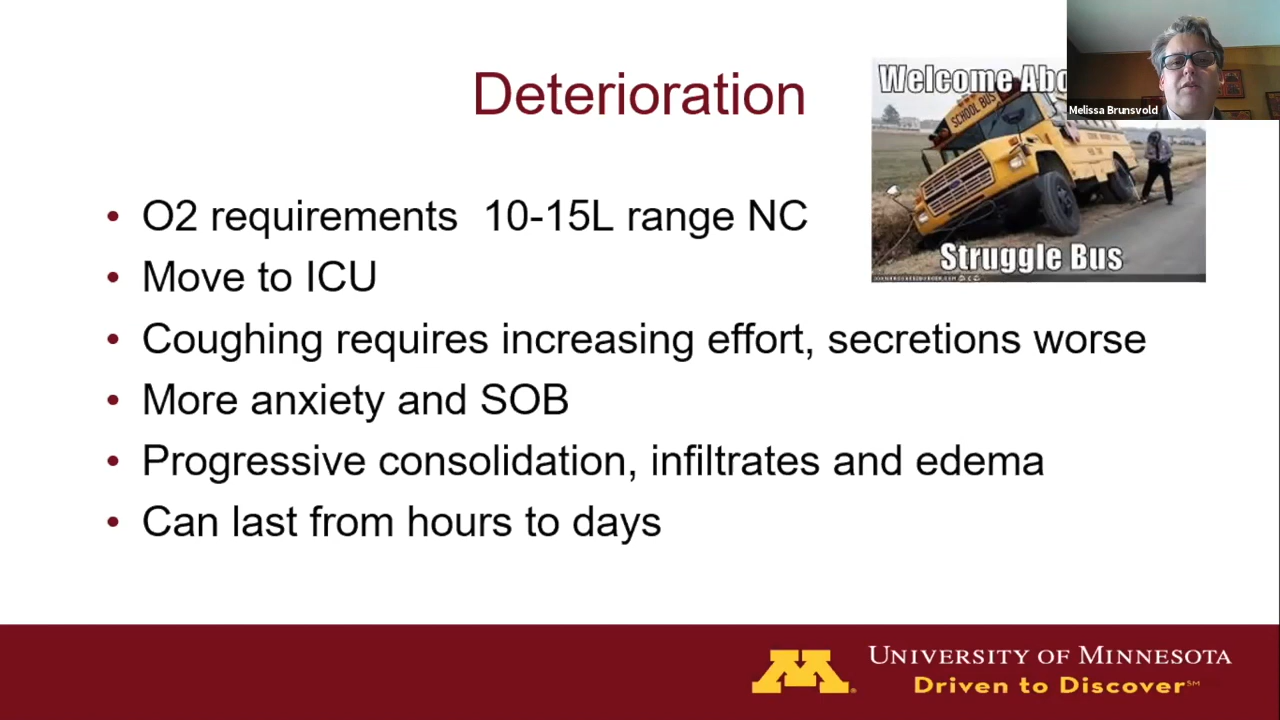 Deterioration
Welcome Abo
Melissa Brunsvold
SCHOOL BUS
Struggle Bus
• O2 requirements  10-15L range NC
• Move to ICU
• Coughing requires increasing effort, secretions worse
• More anxiety and SOB
• Progressive consolidation, infiltrates and edema
• Can last from hours to days
M
UNIVERSITY OF MINNESOTA
Driven to Discover℠